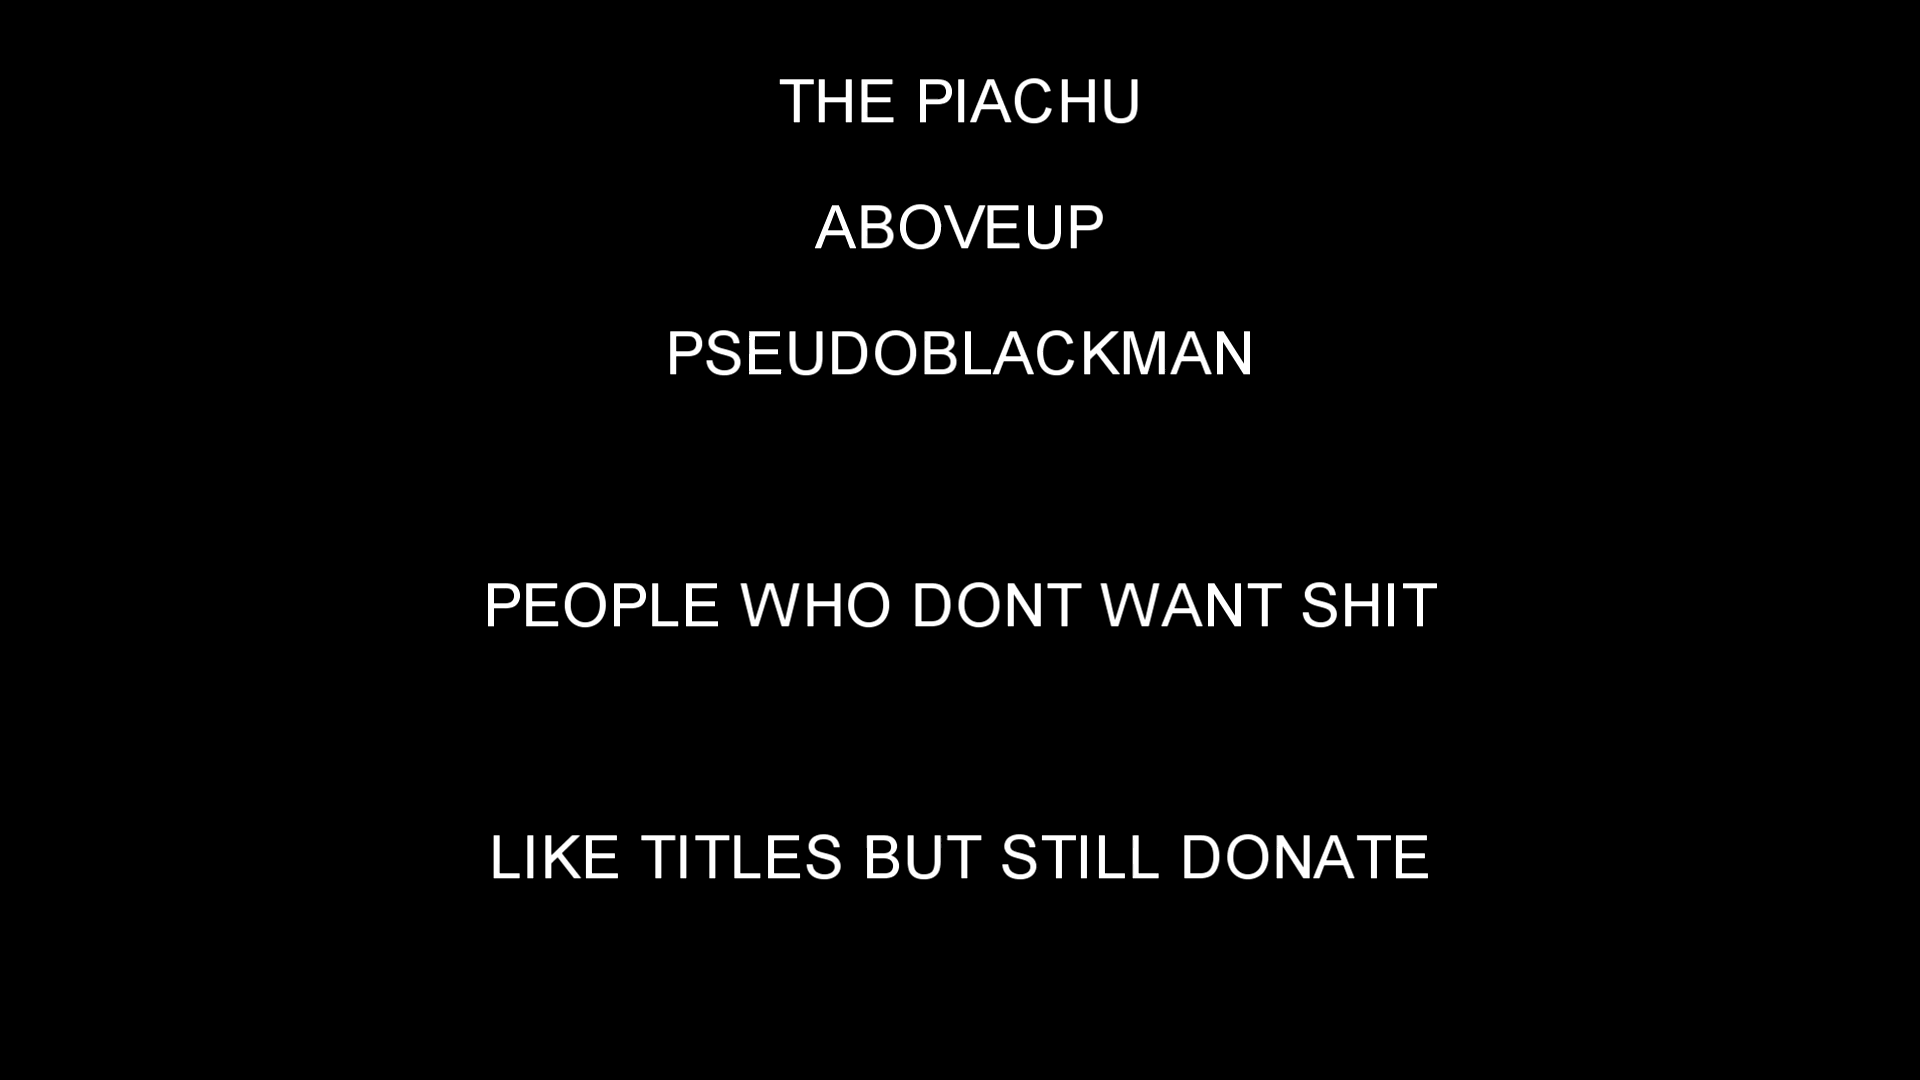 THE PIACHU
ABOVEUP
PSEUDOBLACKMAN
PEOPLE WHO DONT WANT SHIT
LIKE TITLES BUT STILL DONATE